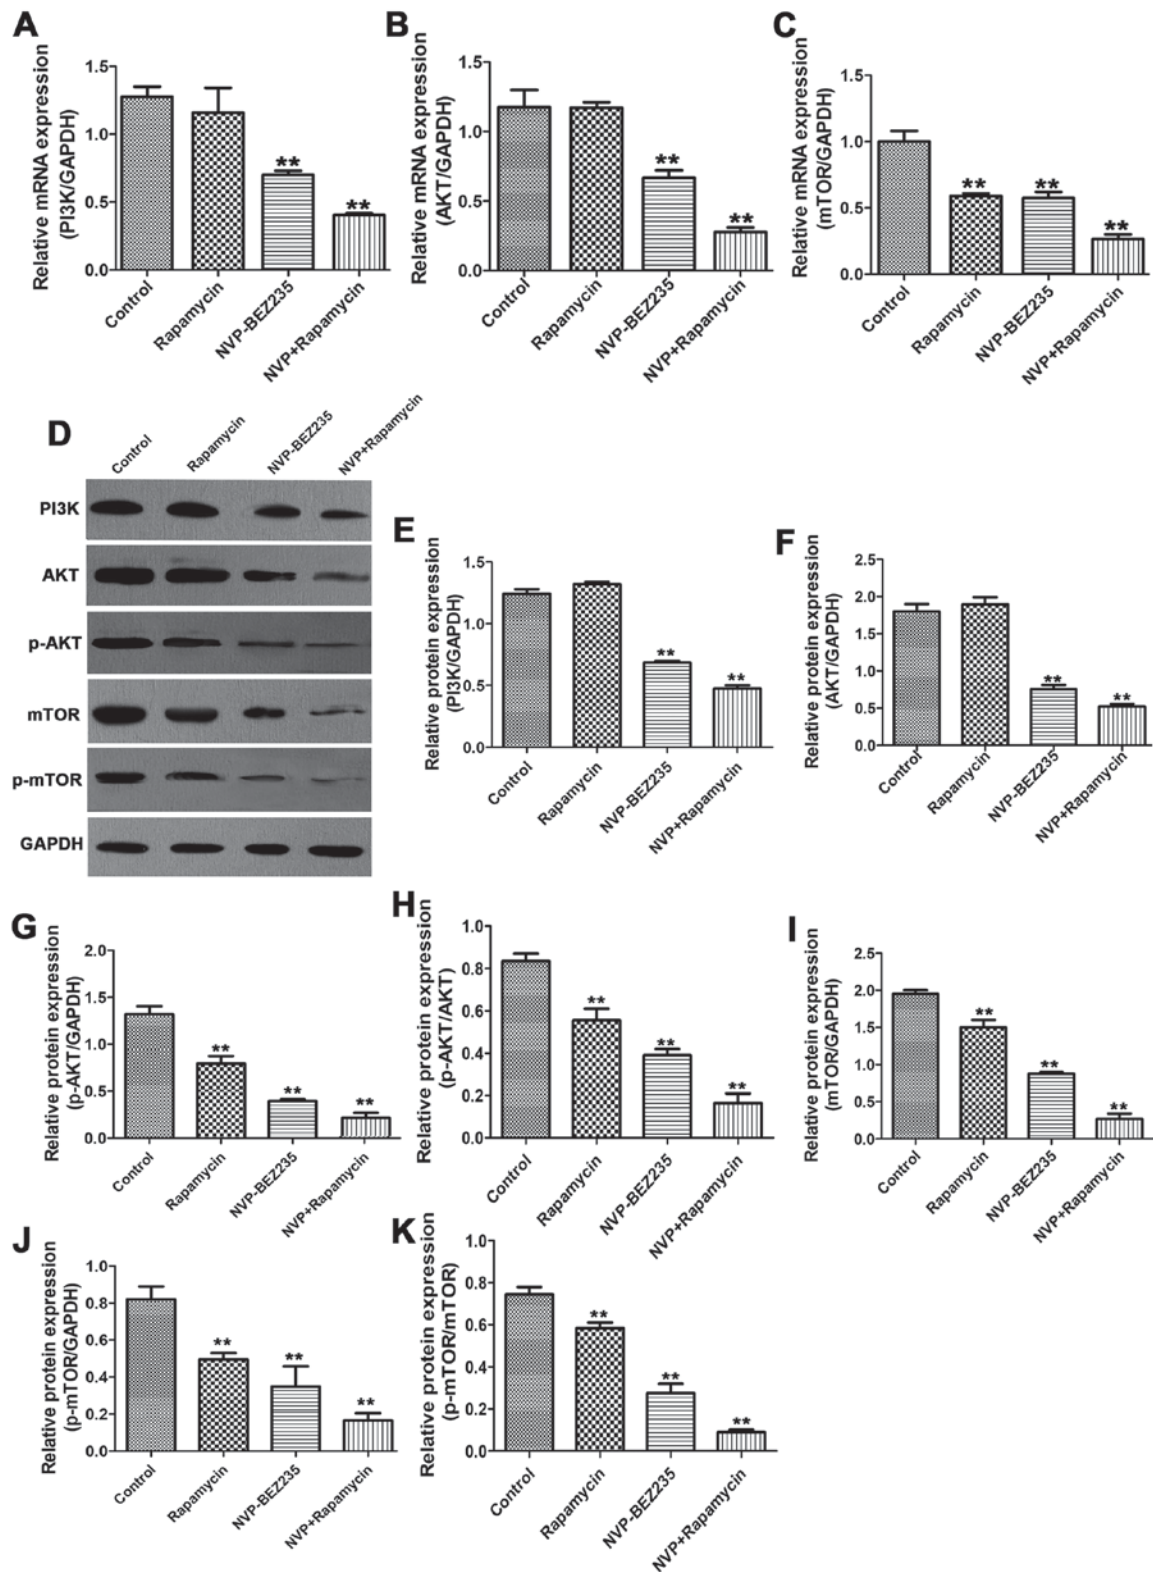 A
Relative mRNA expression
(PI3K/GAPDH)
1.5
1.0
0.5
0.0
**
**
Control
Rapamycin
NVP-BEZ235
NVP+Rapamycin
B
Relative mRNA expression
(AKT/GAPDH)
1.5
1.0
0.5
0.0
**
**
Control
Rapamycin
NVP-BEZ235
NVP+Rapamycin
C
Relative mRNA expression
(mTOR/GAPDH)
1.5
1.0
0.5
0.0
**
**
**
Control
Rapamycin
NVP-BEZ235
NVP+Rapamycin
D
Control
Rapamycin
NVP-BEZ235
NVP+Rapamycin
PI3K
AKT
p-AKT
mTOR
p-mTOR
GAPDH
E
Relative protein expression
(PI3K/GAPDH)
1.5
1.0
0.5
0.0
**
**
Control
Rapamycin
NVP-BEZ235
NVP+Rapamycin
F
Relative protein expression
(AKT/GAPDH)
2.5
2.0
1.5
1.0
0.5
0.0
**
**
Control
Rapamycin
NVP-BEZ235
NVP+Rapamycin
G
Relative protein expression
(p-AKT/GAPDH)
2.0
1.5
1.0
0.5
0.0
**
**
**
Control
Rapamycin
NVP-BEZ235
NVP+Rapamycin
H
Relative protein expression
(p-AKT/AKT)
1.0
0.8
0.6
0.4
0.2
0.0
**
**
**
Control
Rapamycin
NVP-BEZ235
NVP+Rapamycin
I
Relative protein expression
(mTOR/GAPDH)
2.5
2.0
1.5
1.0
0.5
0.0
**
**
**
Control
Rapamycin
NVP-BEZ235
NVP+Rapamycin
J
Relative protein expression
(p-mTOR/GAPDH)
1.0
0.8
0.6
0.4
0.2
0.0
**
**
**
Control
Rapamycin
NVP-BEZ235
NVP+Rapamycin
K
Relative protein expression
(p-mTOR/mTOR)
1.0
0.8
0.6
0.4
0.2
0.0
**
**
**
Control
Rapamycin
NVP-BEZ235
NVP+Rapamycin